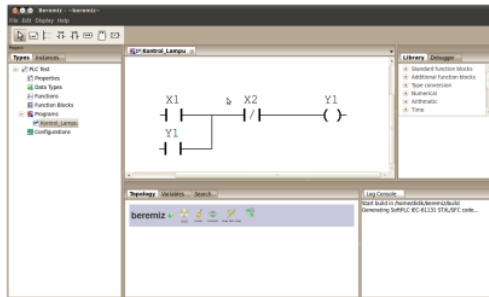 Beremiz - ~beremiz~
File Edit Display Help
Project
Types Instances
PLC Test
Properties
Data Types
Functions
Function Blocks
Programs
Kontrol_Lampu
Configurations
Kontrol_Lampu
X1 X2 Y1
Y1
Library Debugger
Standard function blocks
Additional function blocks
Type conversion
Numerical
Arithmetic
Time
Topology Variables Search
beremiz
Log Console
Start build in /home/didik/Beremiz/build
Generating SoftPLC IEC-61131 ST/IL/SFC code...